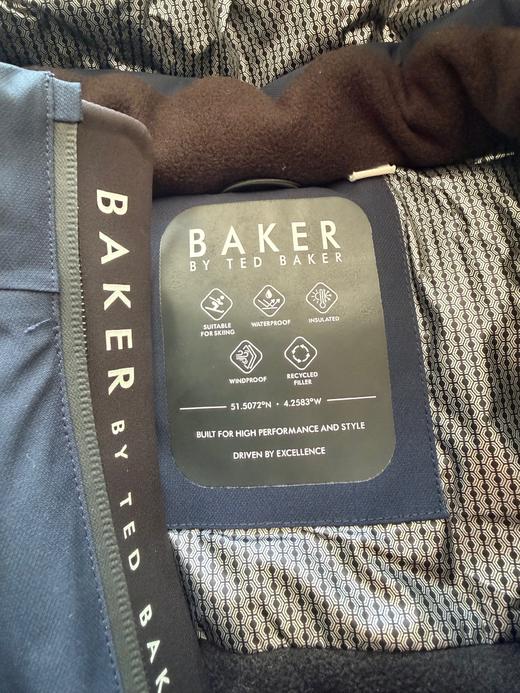 BAKER BY TED BAK
BAKER
BY TED BAKER
SUITABLE
FOR SKIING
WATERPROOF
INSULATED
WINDPROOF
RECYCLED
FILLER
51.5072°N · 4.2583°W
BUILT FOR HIGH PERFORMANCE AND STYLE
DRIVEN BY EXCELLENCE